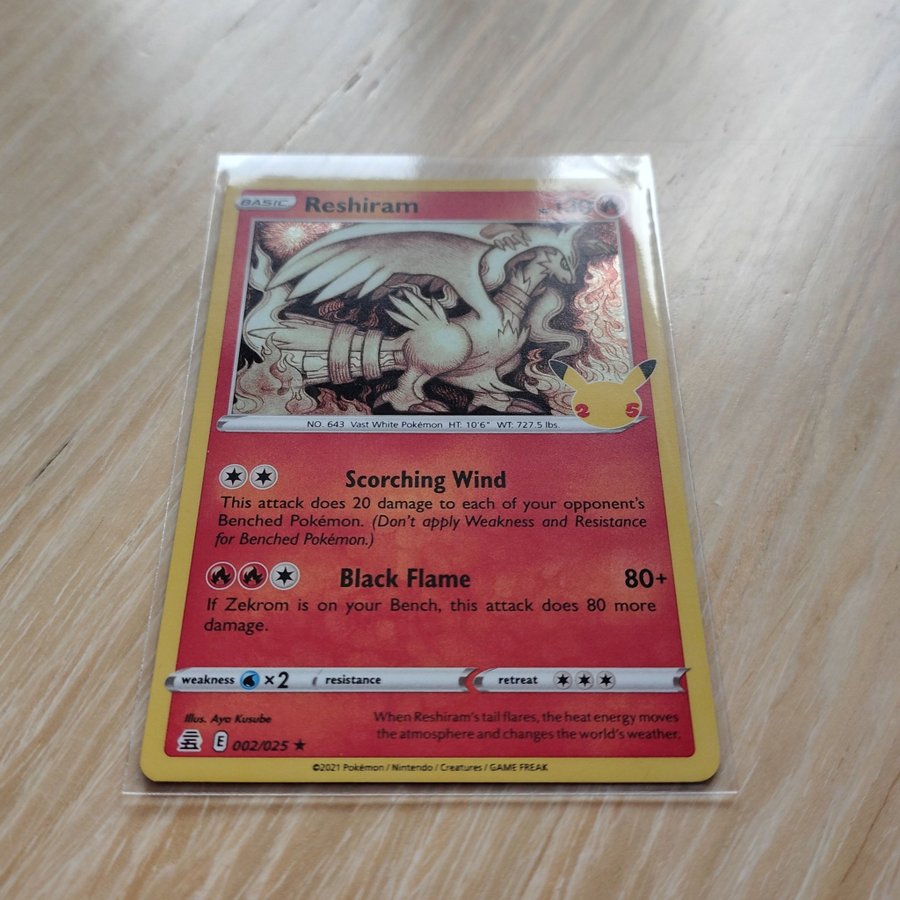 BASIC Reshiram
25
NO. 643 Vast White Pokémon HT: 10'6" WT: 727.5 lbs.
Scorching Wind
This attack does 20 damage to each of your opponent's
Benched Pokémon. (Don't apply Weakness and Resistance
for Benched Pokémon.)
Black Flame 80+
If Zekrom is on your Bench, this attack does 80 more
damage.
weakness ×2 resistance retreat
Illus. Ayo Kusube
When Reshiram's tail flares, the heat energy moves
the atmosphere and changes the world's weather.
E 002/025 ★
©2021 Pokémon / Nintendo / Creatures / GAME FREAK